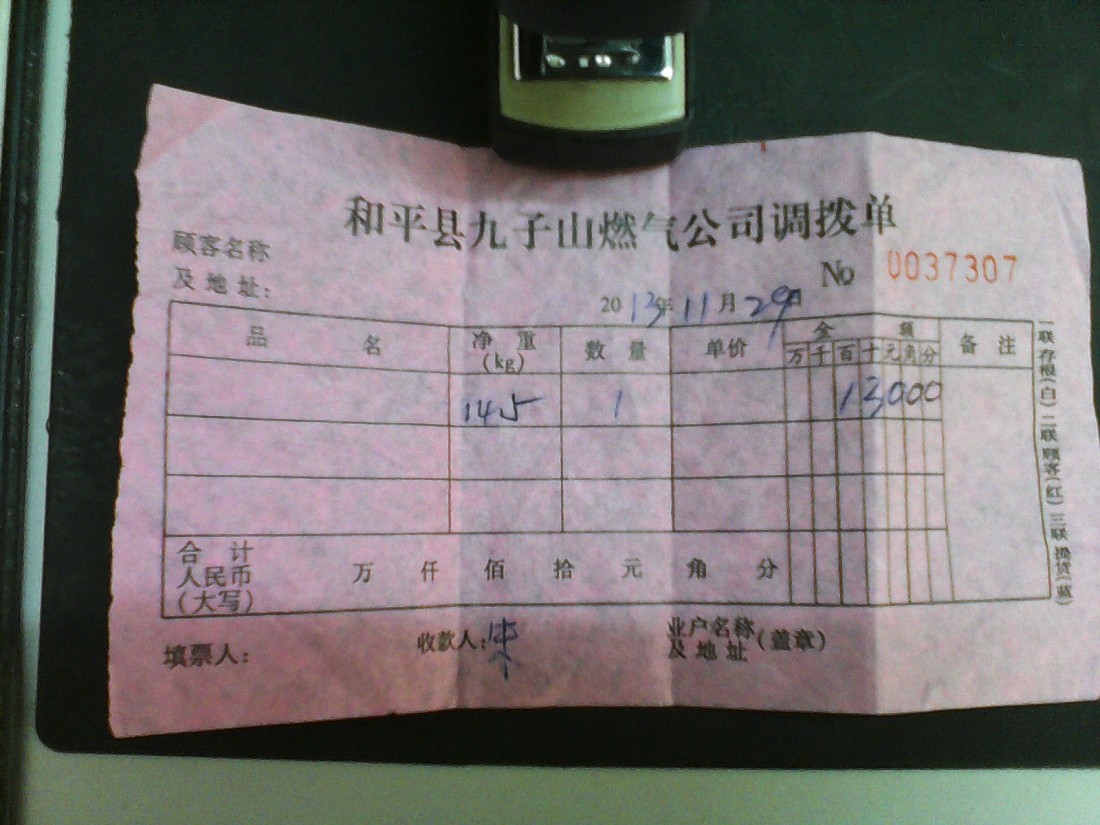 和平县九子山燃气公司调拨单
顾客名称
及地址:
No 0037307
2013年11月29日
品名 净重(kg) 数量 单价 金额 备注
万千百十元角分
14.5 1 13000
合计
人民币
(大写)
万 仟 佰 拾 元 角 分
填票人: 收款人: 业户名称及地址(盖章)
一联存根(白)二联顾客(红)三联提货(蓝)